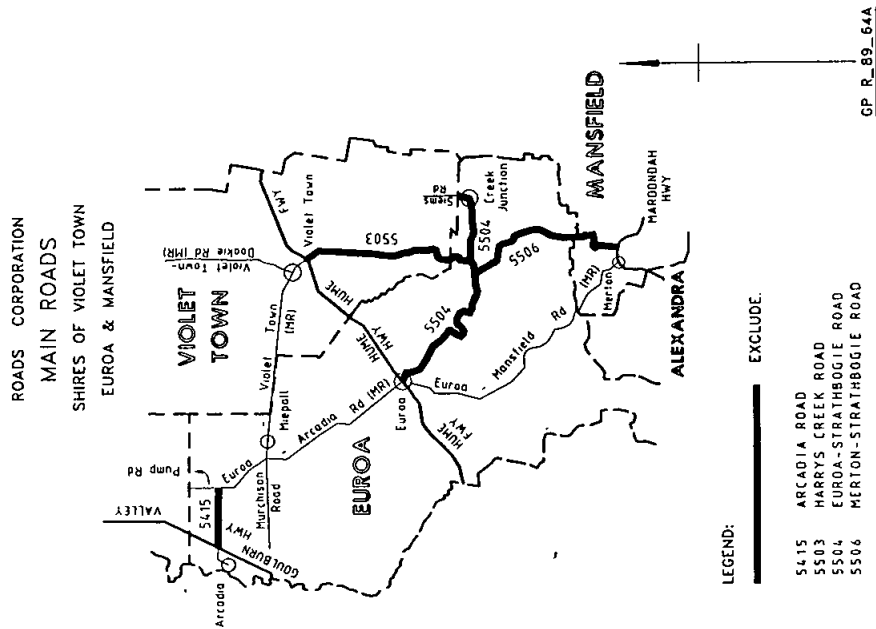 ROADS CORPORATION
MAIN ROADS
SHIRES OF VIOLET TOWN
EUROA & MANSFIELD
VALLEY
Pump Rd
5415
HWY
GOULBURN
Arcadia
Murchison
Road
Euroa
-
Arcadia
Rd (MR)
Miepall
-
Violet Town
(MR)
VIOLET
TOWN
Violet Town-
Dookie Rd (MR)
FWY
Violet Town
HUME
HUME
HWY
5503
EUROA
Euroa
HUME
FWY
5504
Siems
Rd
Creek
Junction
5504
5506
Euroa
-
Mansfield
Rd
(MR)
Merton
MANSFIELD
MAROONDAH
HWY
ALEXANDRA
LEGEND:
EXCLUDE.
5415 ARCADIA ROAD
5503 HARRYS CREEK ROAD
5504 EUROA-STRATHBOGIE ROAD
5506 MERTON-STRATHBOGIE ROAD
GP R_89_64A